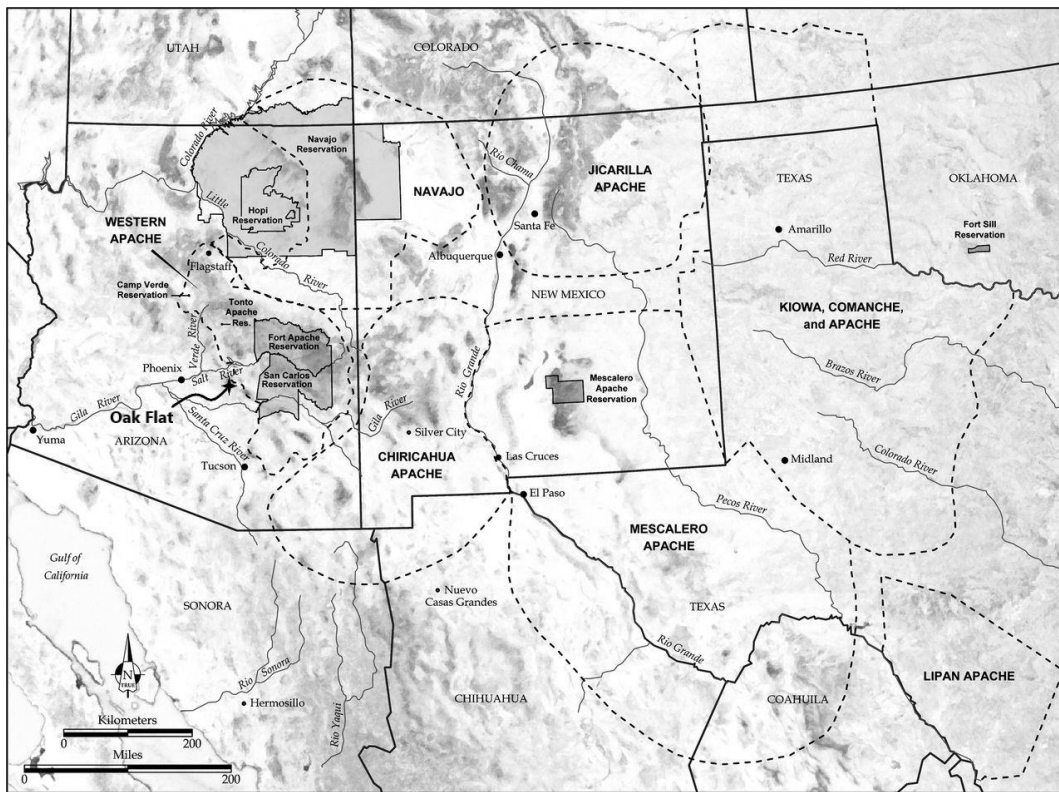 UTAH
COLORADO
Colorado River
Navajo
Reservation
Rio Chama
NAVAJO
JICARILLA
APACHE
TEXAS
OKLAHOMA
Little
Hopi
Reservation
WESTERN
APACHE
Santa Fe
Amarillo
Fort Sill
Reservation
Flagstaff
Colorado
River
Albuquerque
Red River
Camp Verde
Reservation
NEW MEXICO
Tonto
Apache
Res.
KIOWA, COMANCHE,
and APACHE
Verde River
Fort Apache
Reservation
Rio Grande
Phoenix
Salt River
San Carlos
Reservation
Mescalero
Apache
Reservation
Brazos River
Gila River
Oak Flat
Gila River
Santa Cruz River
Silver City
Yuma
ARIZONA
Tucson
CHIRICAHUA
APACHE
Las Cruces
Midland
Colorado River
El Paso
Pecos River
MESCALERO
APACHE
Gulf of
California
Nuevo
Casas Grandes
SONORA
TEXAS
N
TRUE
Rio Sonora
Rio Grande
Rio Yaqui
LIPAN APACHE
Hermosillo
CHIHUAHUA
COAHUILA
Kilometers
0 200
Miles
0 200